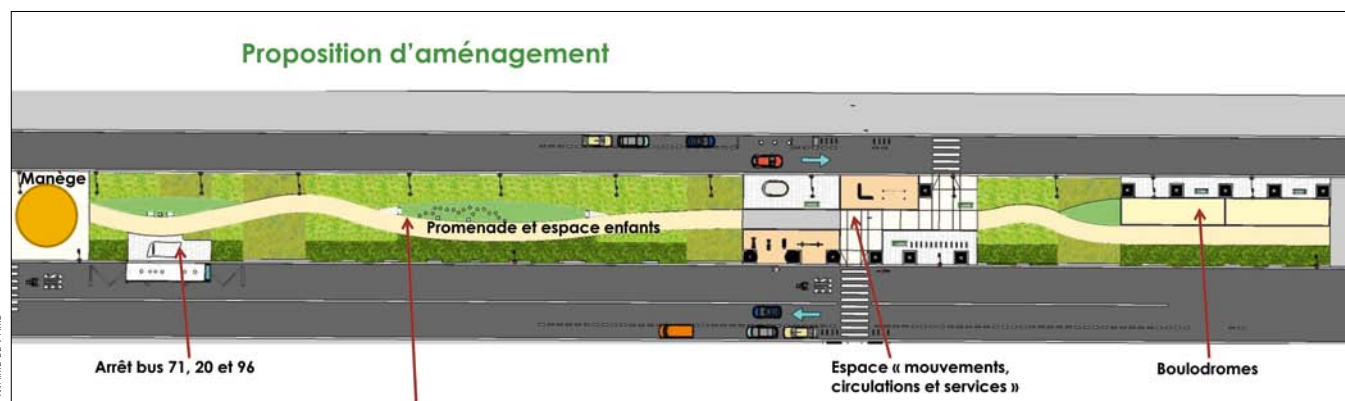 Proposition d’aménagement
Manège
Promenade et espace enfants
Arrêt bus 71, 20 et 96
Espace « mouvements,
circulations et services »
Boulodromes